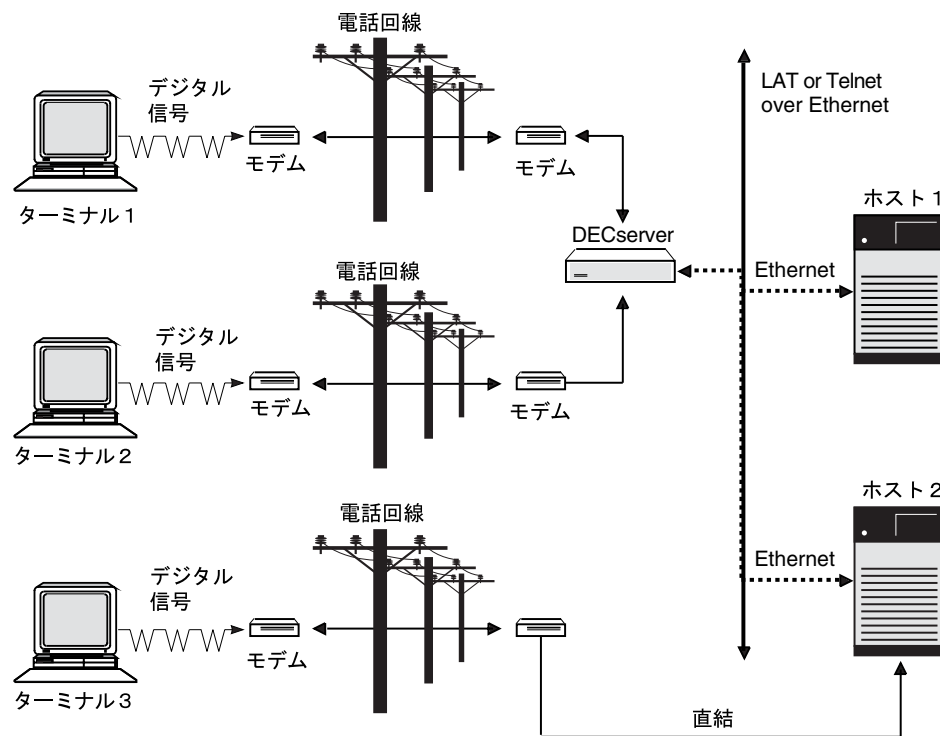 電話回線
デジタル
信号
モデム
モデム
ターミナル1
LAT or Telnet
over Ethernet
ホスト1
DECserver
Ethernet
電話回線
デジタル
信号
モデム
モデム
ターミナル2
ホスト2
電話回線
Ethernet
デジタル
信号
モデム
ターミナル3
直結